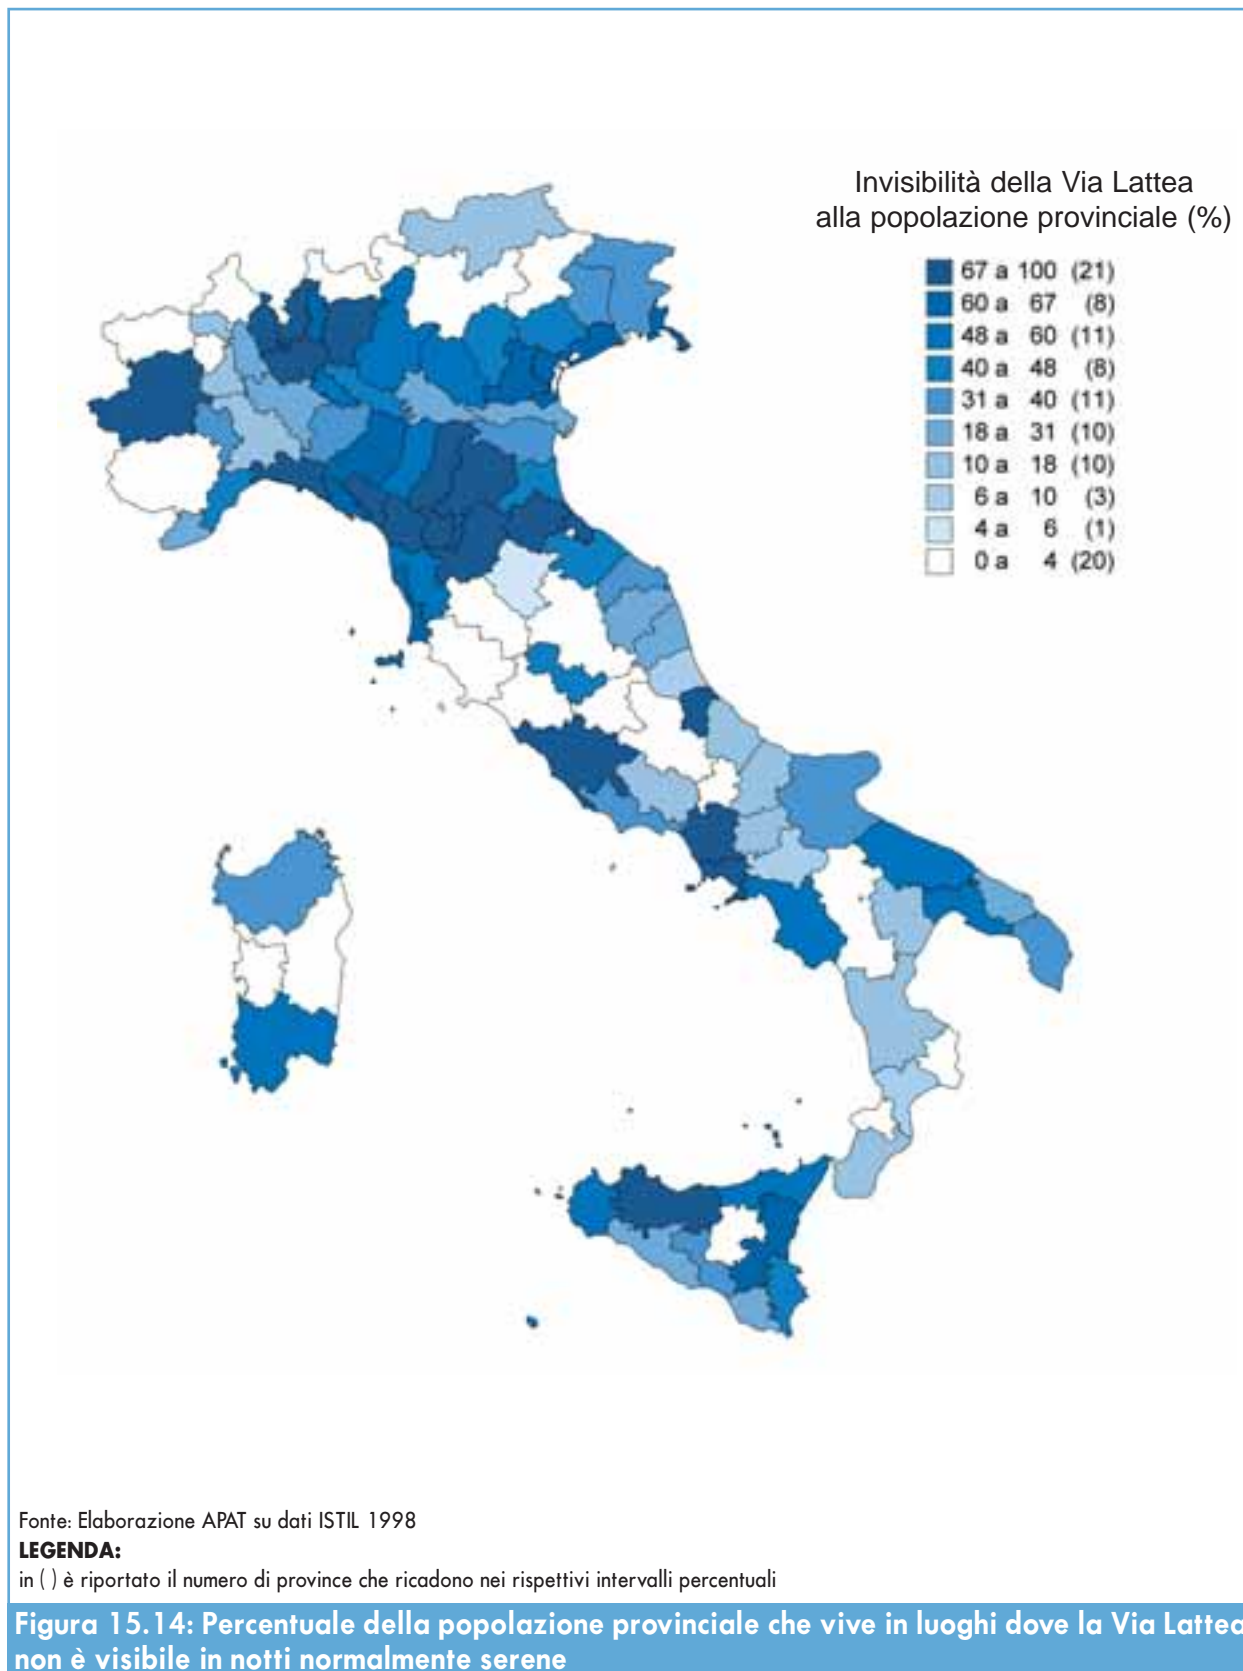 Invisibilità della Via Lattea
alla popolazione provinciale (%)
67 a 100 (21)
60 a 67 (8)
48 a 60 (11)
40 a 48 (8)
31 a 40 (11)
18 a 31 (10)
10 a 18 (10)
6 a 10 (3)
4 a 6 (1)
0 a 4 (20)
Fonte: Elaborazione APAT su dati ISTIL 1998
LEGENDA:
in ( ) è riportato il numero di province che ricadono nei rispettivi intervalli percentuali
Figura 15.14: Percentuale della popolazione provinciale che vive in luoghi dove la Via Lattea
non è visibile in notti normalmente serene